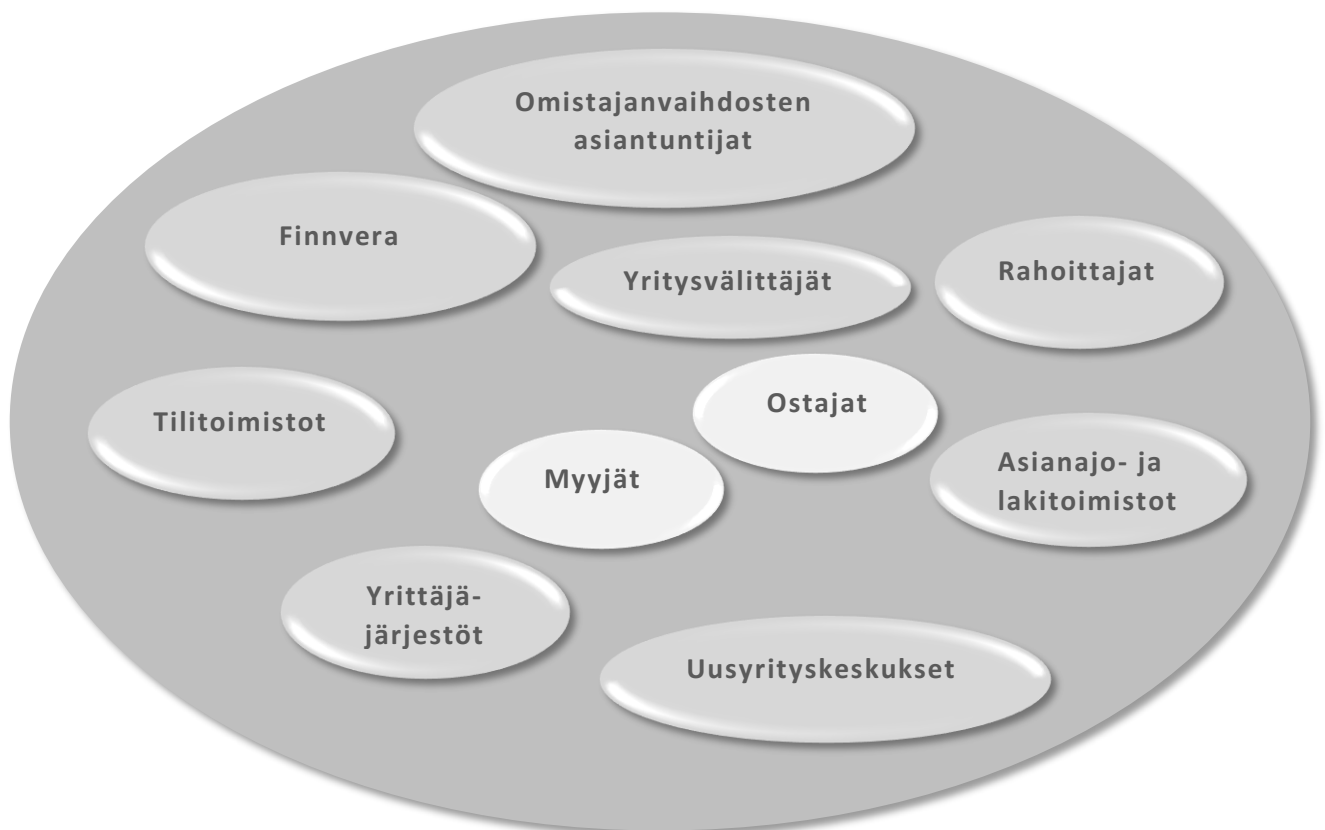 Omistajanvaihdosten
asiantuntijat
Finnvera
Yritysvälittäjät
Rahoittajat
Ostajat
Tilitoimistot
Myyjät
Asianajo- ja
lakitoimistot
Yrittäjä-
järjestöt
Uusyrityskeskukset